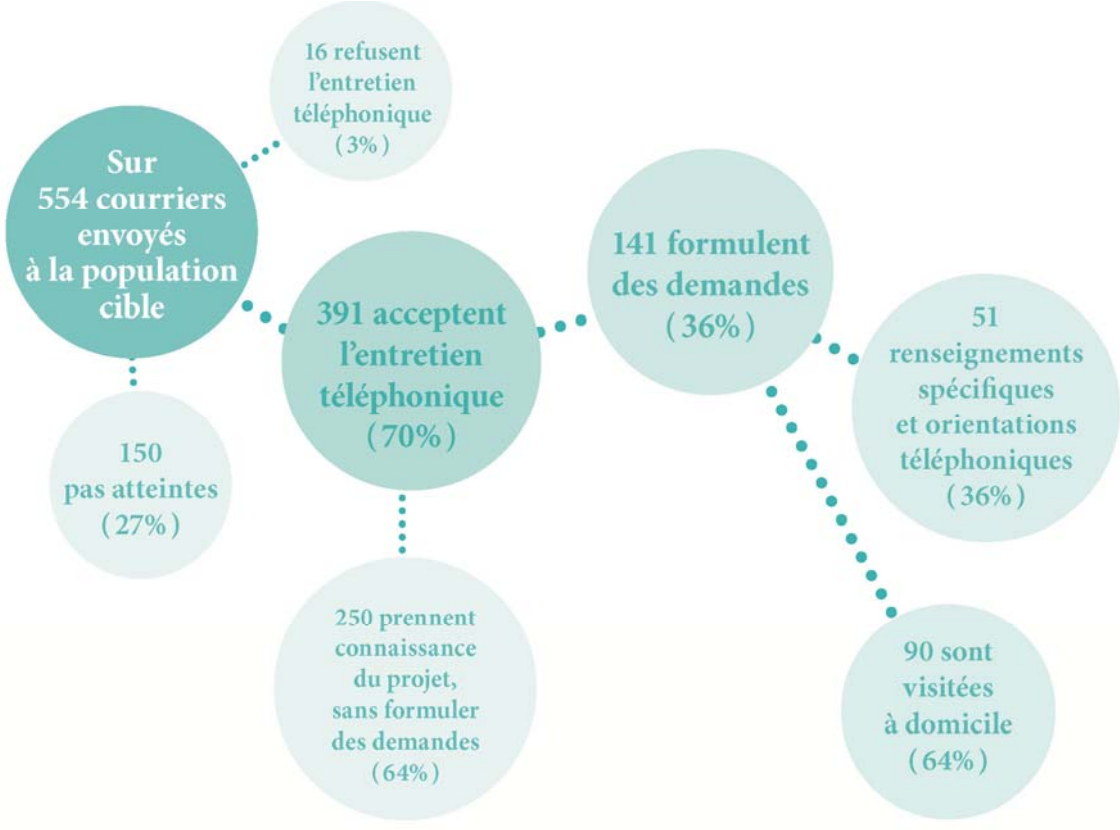 16 refusent
l'entretien
téléphonique
(3%)
Sur
554 courriers
envoyés
à la population
cible
391 acceptent
l'entretien
téléphonique
(70%)
141 formulent
des demandes
(36%)
51
renseignements
spécifiques
et orientations
téléphoniques
(36%)
150
pas atteintes
(27%)
250 prennent
connaissance
du projet,
sans formuler
des demandes
(64%)
90 sont
visitées
à domicile
(64%)